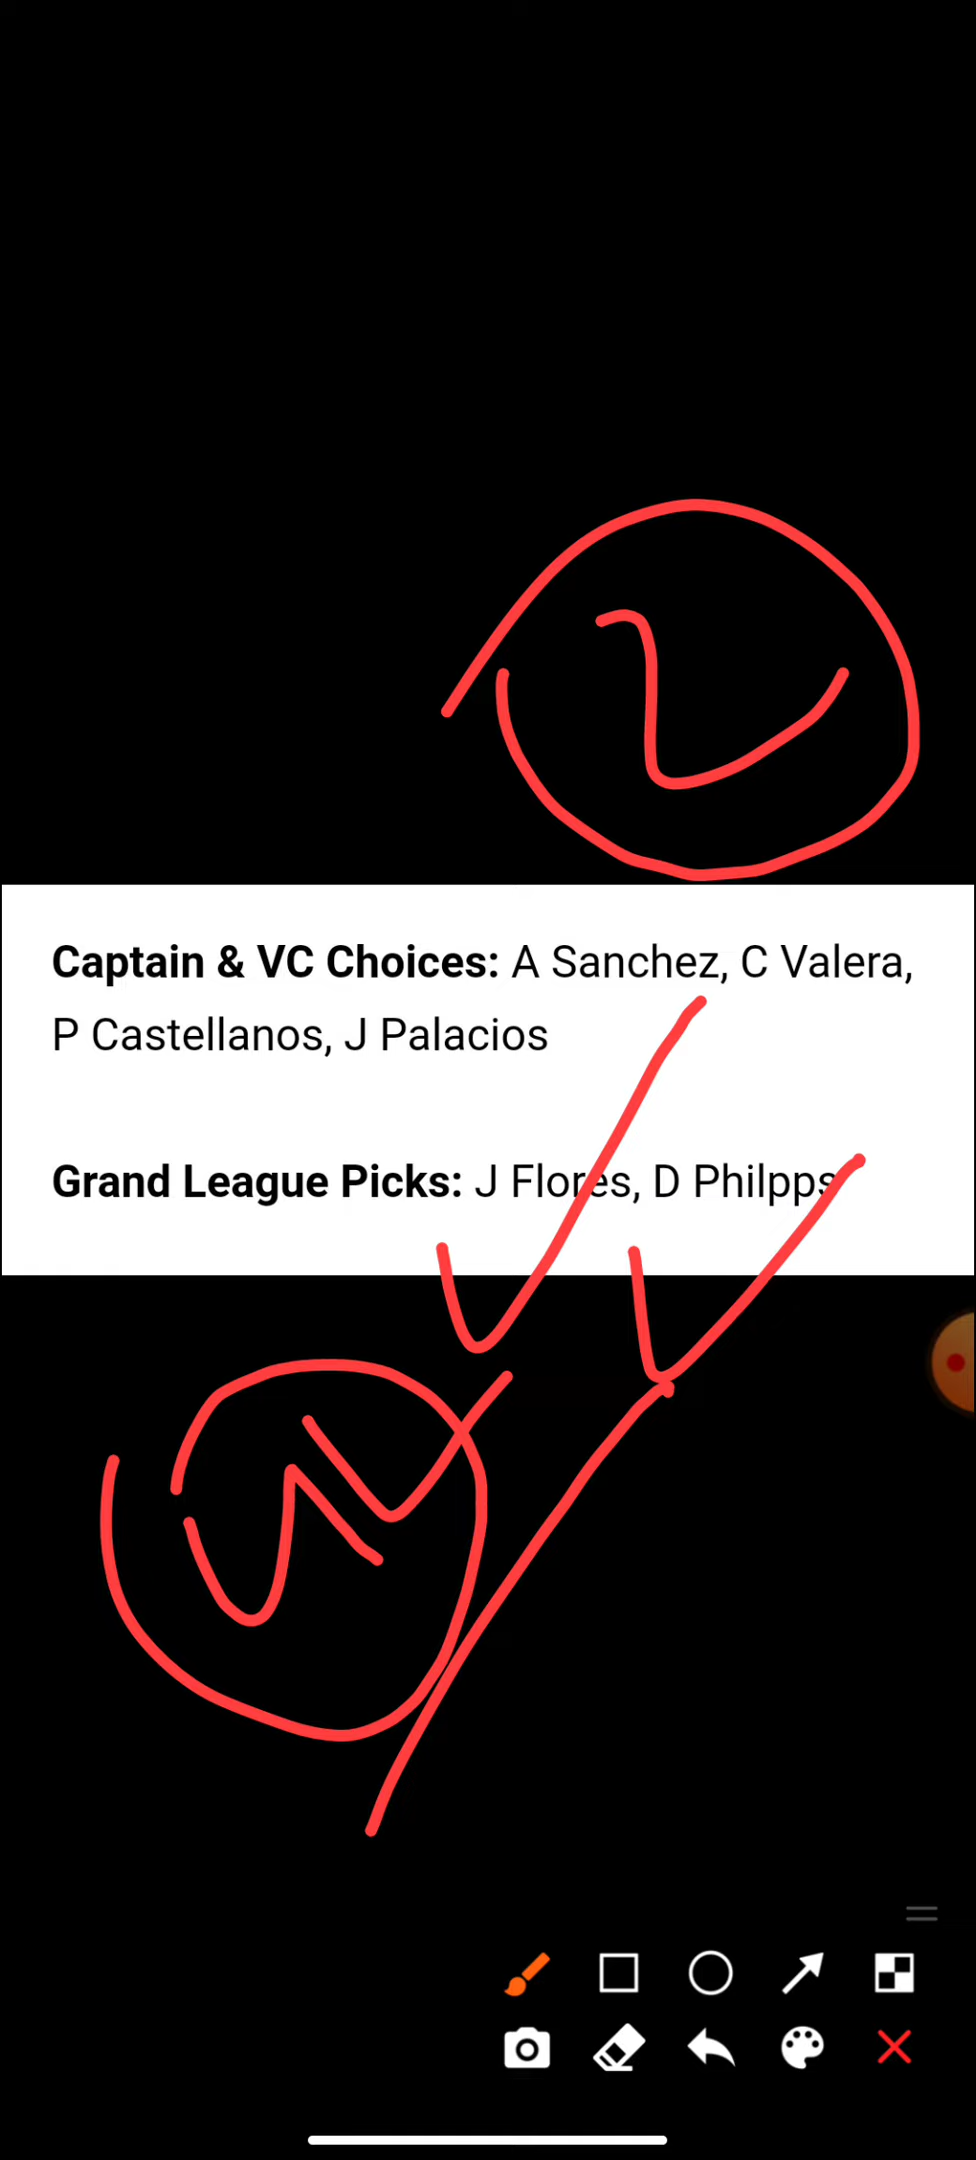 Captain & VC Choices: A Sanchez, C Valera,
P Castellanos, J Palacios
Grand League Picks: J Flores, D Philpps